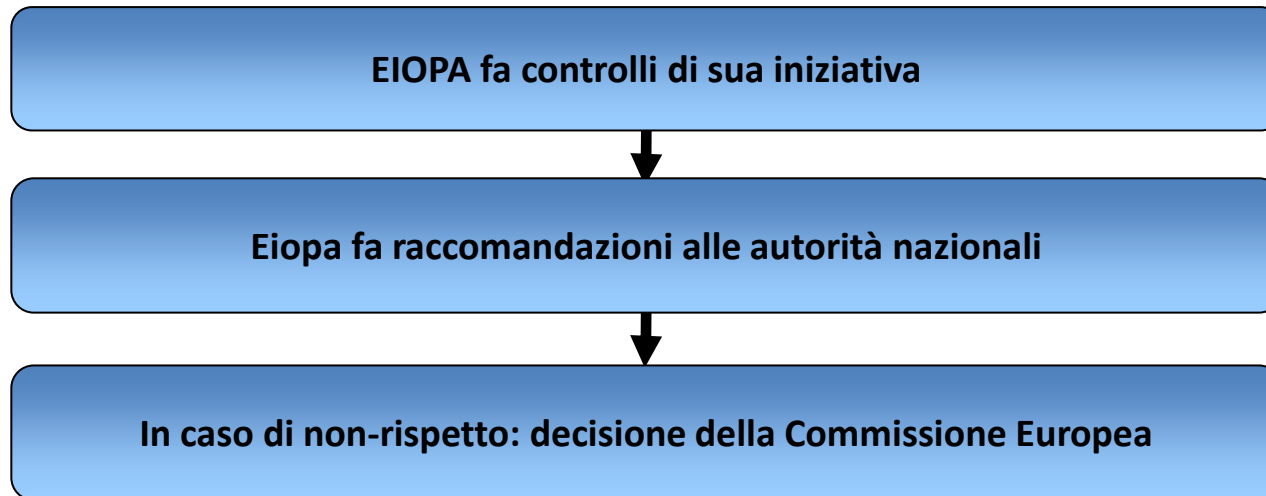 EIOPA fa controlli di sua iniziativa
Eiopa fa raccomandazioni alle autorità nazionali
In caso di non-rispetto: decisione della Commissione Europea